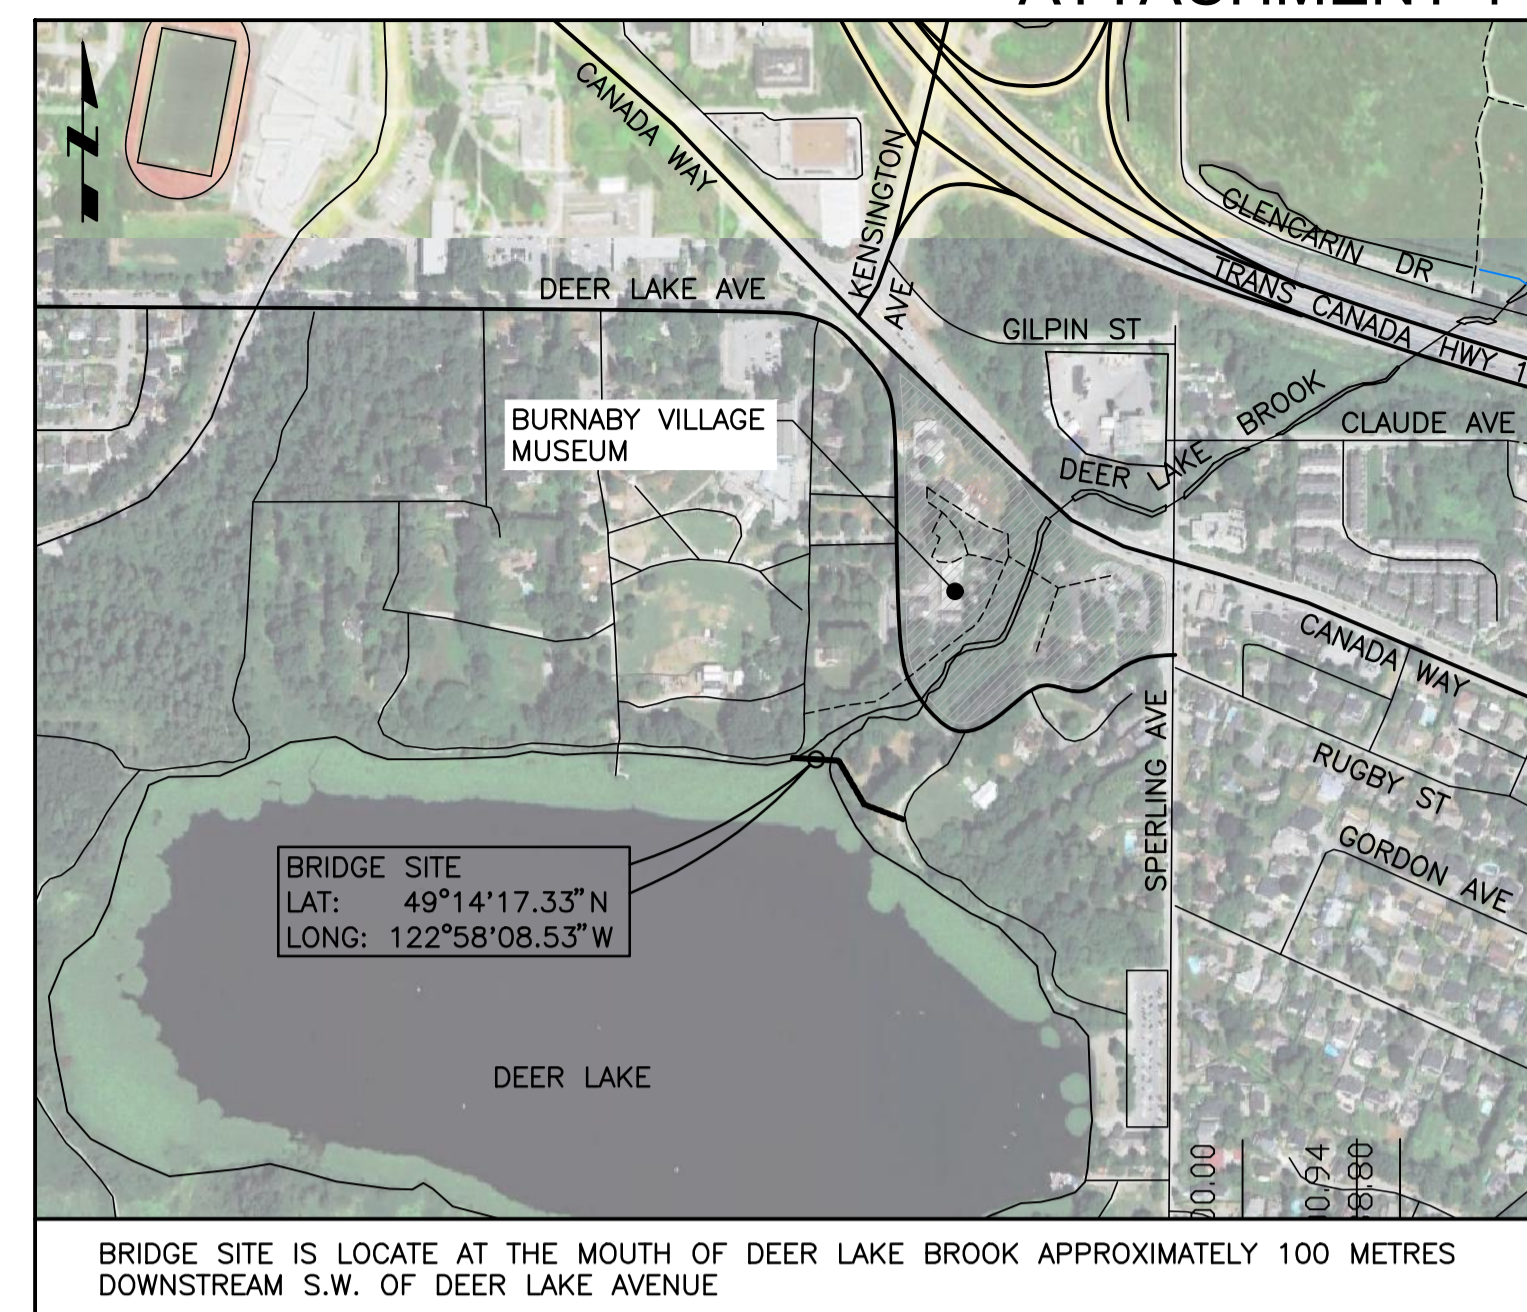 CANADA WAY
KENSINGTON
AVE
GLENCARIN DR
TRANS CANADA HWY 1
DEER LAKE AVE
GILPIN ST
BURNABY VILLAGE
MUSEUM
DEER LAKE BROOK
CLAUDE AVE
CANADA WAY
SPERLING AVE
RUGBY ST
GORDON AVE
BRIDGE SITE
LAT: 49°14'17.33"N
LONG: 122°58'08.53"W
DEER LAKE
BRIDGE SITE IS LOCATE AT THE MOUTH OF DEER LAKE BROOK APPROXIMATELY 100 METRES
DOWNSTREAM S.W. OF DEER LAKE AVENUE